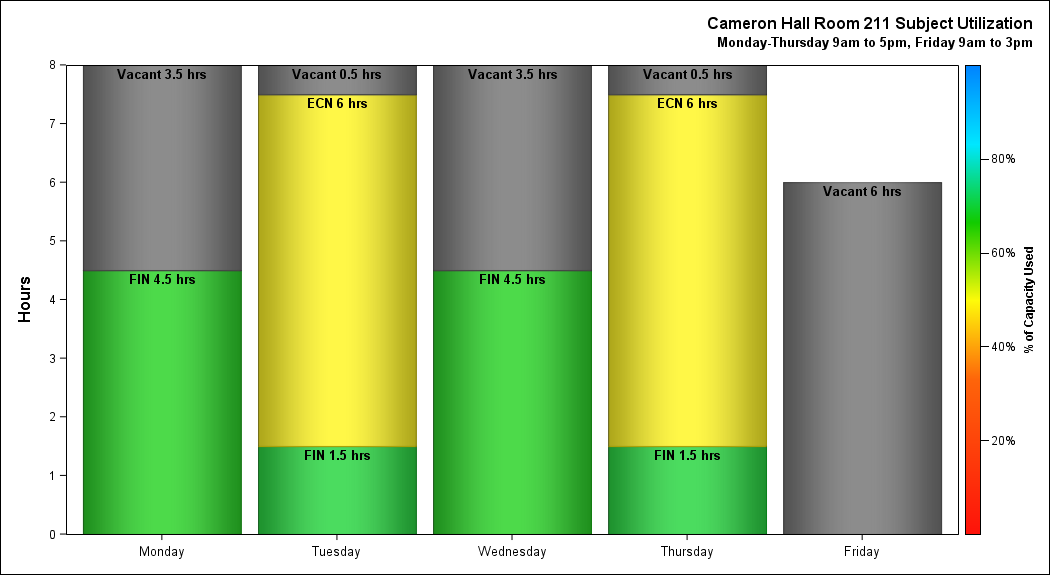 Cameron Hall Room 211 Subject Utilization
Monday-Thursday 9am to 5pm, Friday 9am to 3pm
Hours
8
7
6
5
4
3
2
1
0
Vacant 3.5 hrs
FIN 4.5 hrs
Vacant 0.5 hrs
ECN 6 hrs
FIN 1.5 hrs
Vacant 3.5 hrs
FIN 4.5 hrs
Vacant 0.5 hrs
ECN 6 hrs
FIN 1.5 hrs
Vacant 6 hrs
Monday
Tuesday
Wednesday
Thursday
Friday
80%
60%
40%
20%
% of Capacity Used